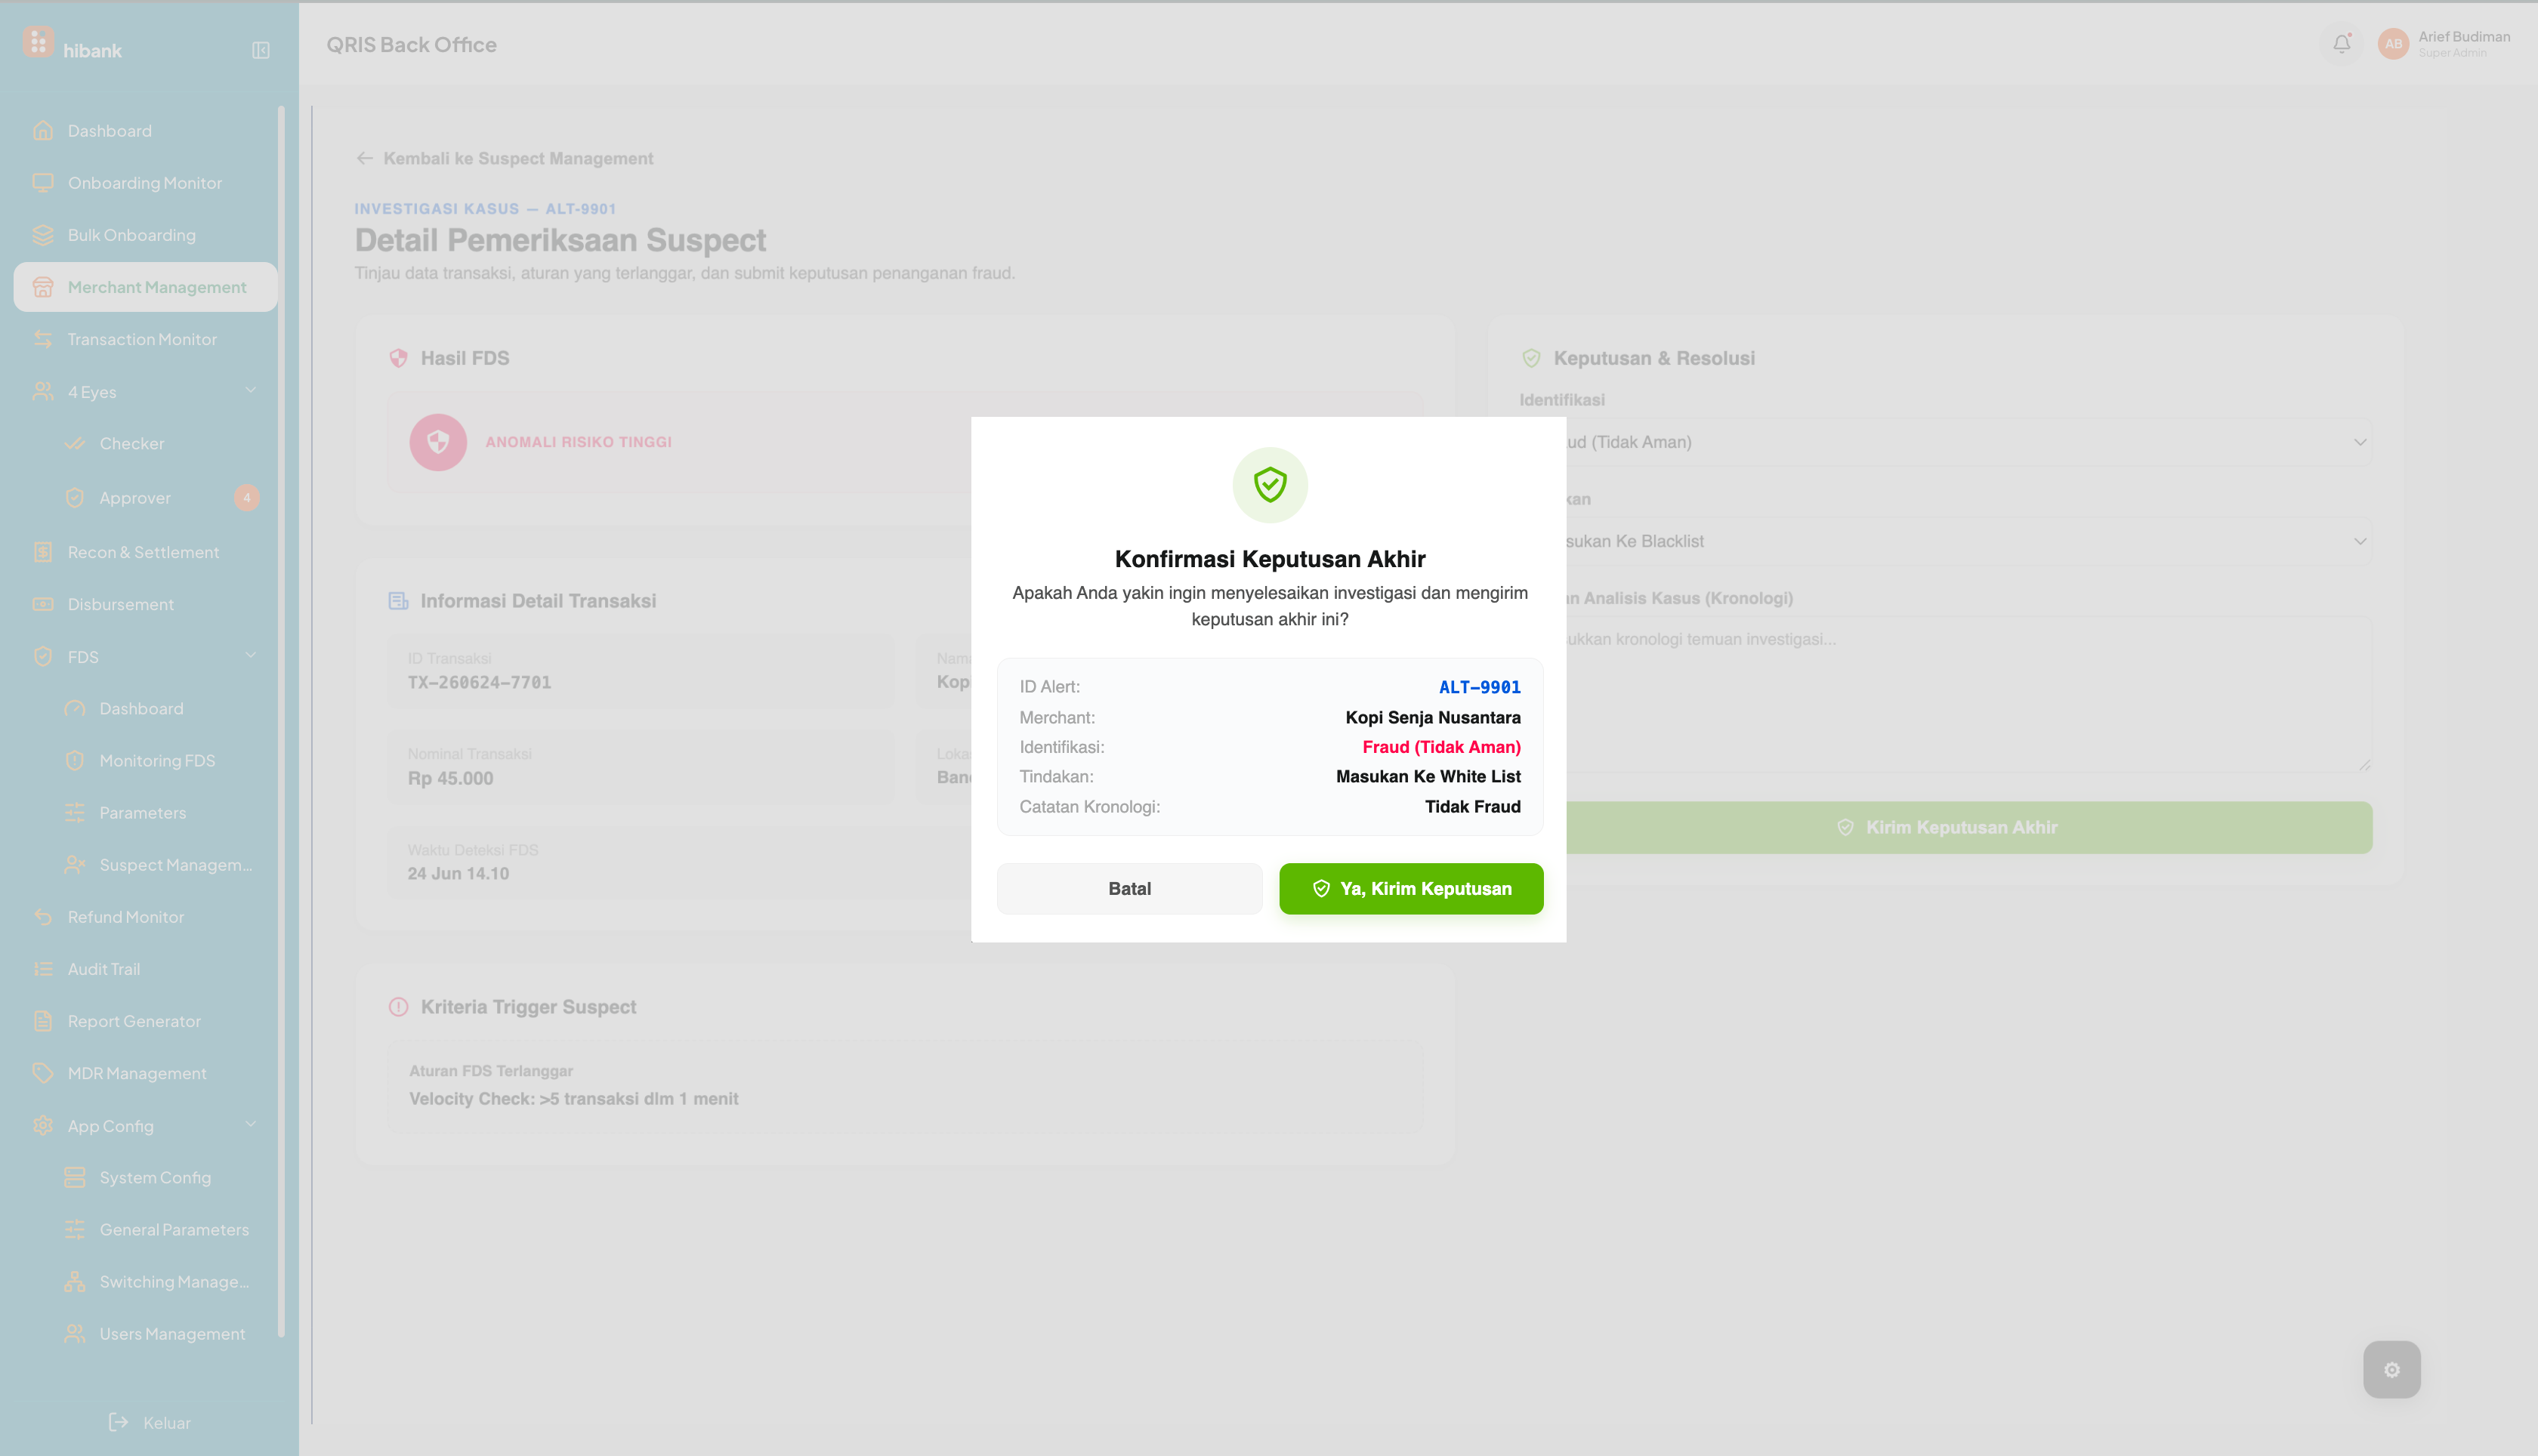 hibank
QRIS Back Office
AB
Arief Budiman
Super Admin
Dashboard
Onboarding Monitor
Bulk Onboarding
Merchant Management
Transaction Monitor
4 Eyes
Checker
Approver
4
Recon & Settlement
Disbursement
FDS
Dashboard
Monitoring FDS
Parameters
Suspect Managem...
Refund Monitor
Audit Trail
Report Generator
MDR Management
App Config
System Config
General Parameters
Switching Manage...
Users Management
Keluar
Kembali ke Suspect Management
INVESTIGASI KASUS — ALT-9901
Detail Pemeriksaan Suspect
Tinjau data transaksi, aturan yang terlanggar, dan submit keputusan penanganan fraud.
Hasil FDS
ANOMALI RISIKO TINGGI
Informasi Detail Transaksi
ID Transaksi
TX-260624-7701
Nominal Transaksi
Rp 45.000
Waktu Deteksi FDS
24 Jun 14.10
Kriteria Trigger Suspect
Aturan FDS Terlanggar
Velocity Check: >5 transaksi dlm 1 menit
Keputusan & Resolusi
Identifikasi
(Tidak Aman)
Ke Blacklist
Analisis Kasus (Kronologi)
kronologi temuan investigasi...
Kirim Keputusan Akhir
Konfirmasi Keputusan Akhir
Apakah Anda yakin ingin menyelesaikan investigasi dan mengirim
keputusan akhir ini?
ID Alert: ALT-9901
Merchant: Kopi Senja Nusantara
Identifikasi: Fraud (Tidak Aman)
Tindakan: Masukan Ke White List
Catatan Kronologi: Tidak Fraud
Batal
Ya, Kirim Keputusan